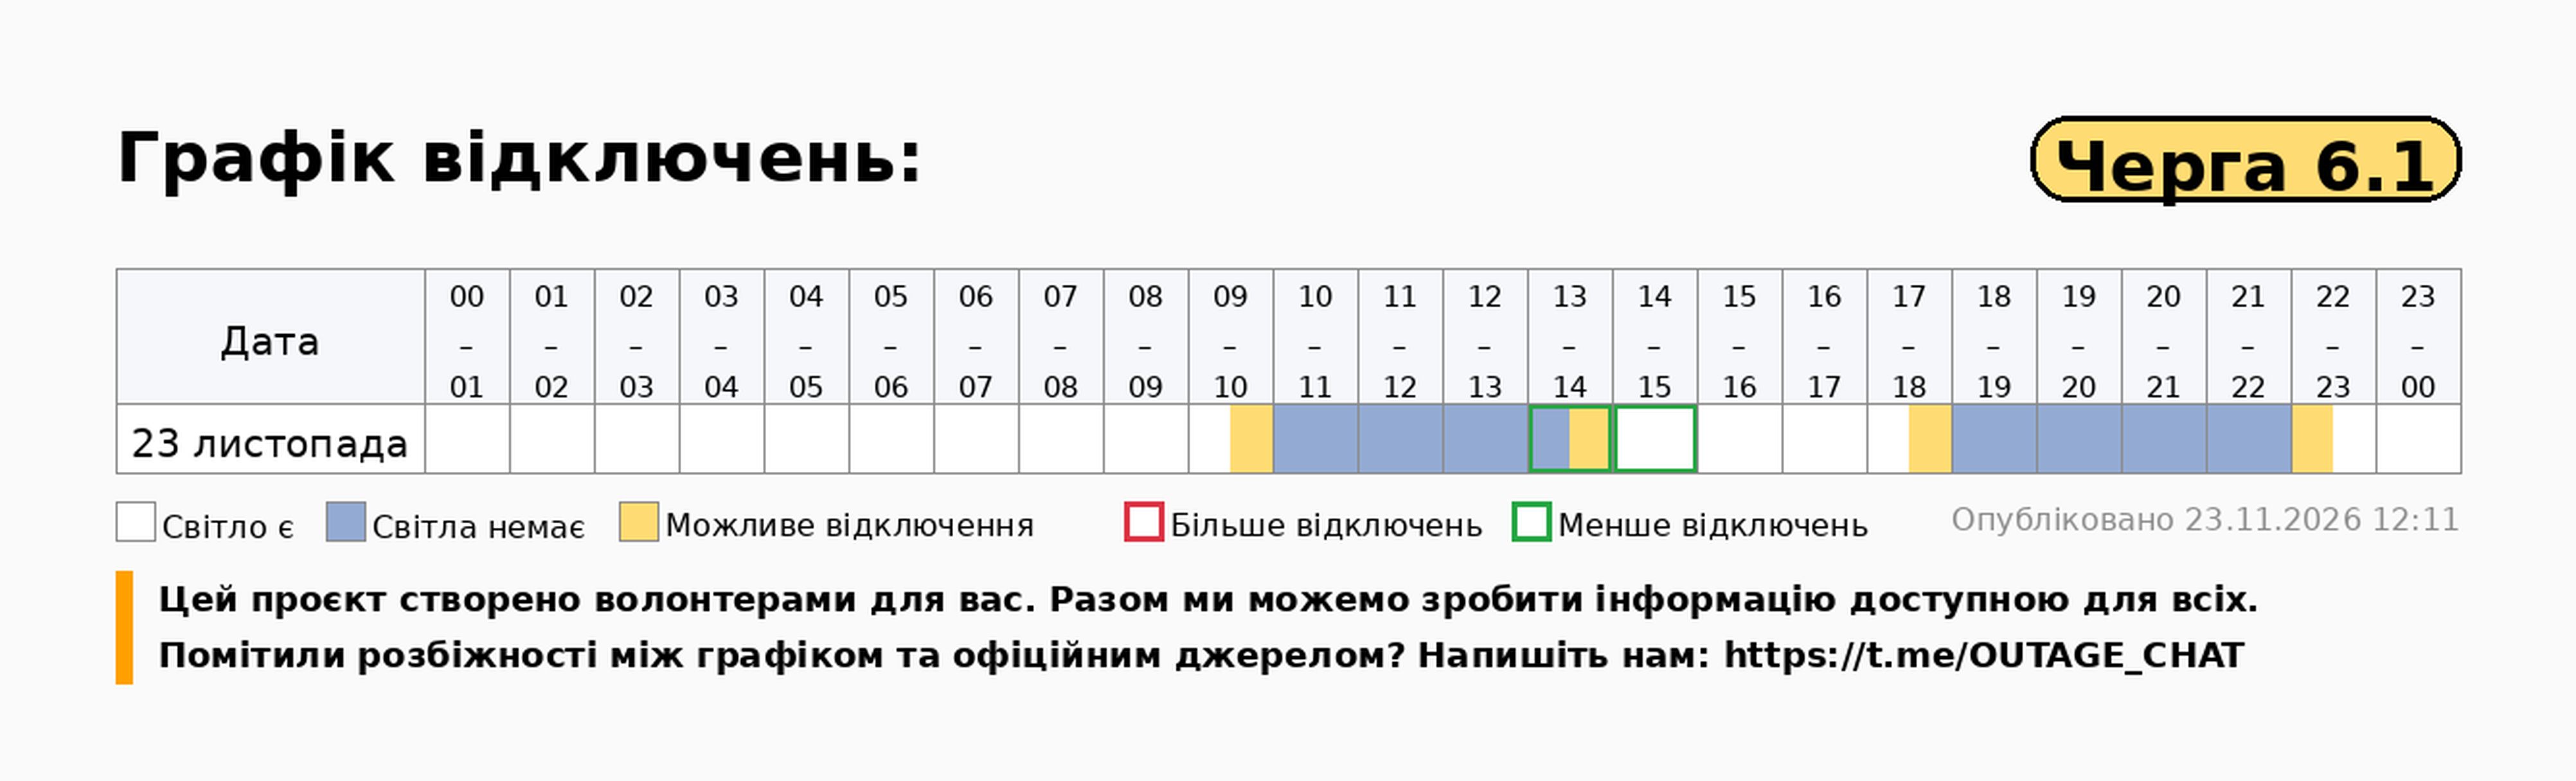 Графік відключень:
Черга 6.1
Дата 00 – 01 01 – 02 02 – 03 03 – 04 04 – 05 05 – 06 06 – 07 07 – 08 08 – 09 09 – 10 10 – 11 11 – 12 12 – 13 13 – 14 14 – 15 15 – 16 16 – 17 17 – 18 18 – 19 19 – 20 20 – 21 21 – 22 22 – 23 23 – 00
23 листопада
Світло є Світла немає Можливе відключення Більше відключень Менше відключень Опубліковано 23.11.2026 12:11
Цей проєкт створено волонтерами для вас. Разом ми можемо зробити інформацію доступною для всіх.
Помітили розбіжності між графіком та офіційним джерелом? Напишіть нам: https://t.me/OUTAGE_CHAT